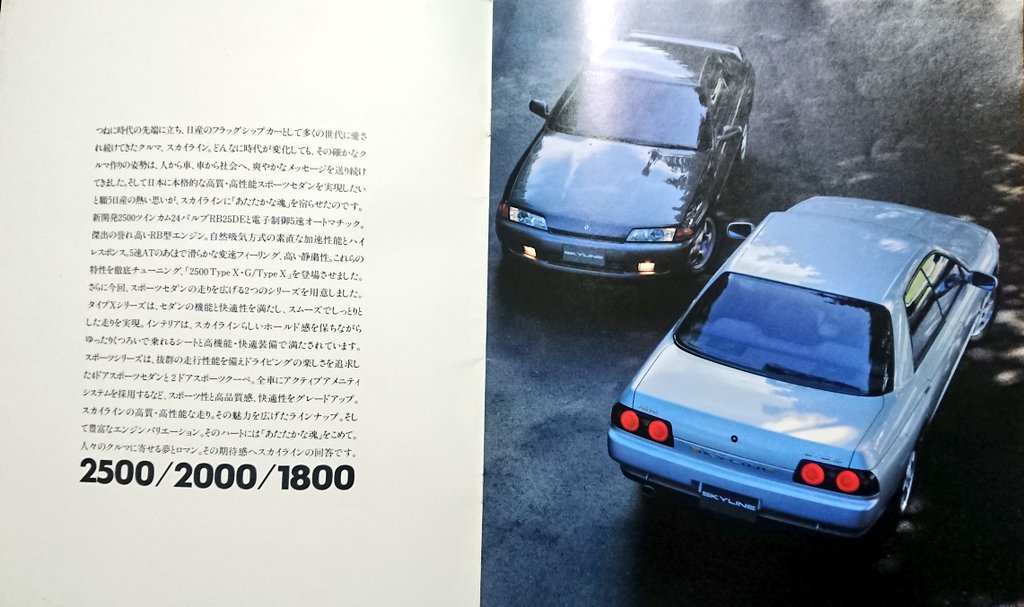 つねに時代の先端に立ち、日産のフラッグシップカーとして多くの世代に愛さ
れ続けてきたクルマ、スカイライン。どんなに時代が変化しても、その確かなク
ルマ作りの姿勢は、人から車、車から社会へ、爽やかなメッセージを送り続け
てきました。そして日本に本格的な高質・高性能スポーツセダンを実現したい
と願う日産の熱い思いが、スカイラインに「あたたかな魂」を宿らせたのです。
新開発2500ツインカム24バルブRB25DEと電子制御5速オートマチック。
傑出の誉れ高いRB型エンジン。自然吸気方式の素直な加速性能とハイ
レスポンス。5速ATのあくまで滑らかな変速フィーリング、高い静粛性。これらの
特性を徹底チューニング、「2500 Type X・G/Type X」を登場させました。
さらに今回、スポーツセダンの走りを広げる2つのシリーズを用意しました。
タイプXシリーズは、セダンの機能と快適性を満たし、スムーズでしっとりと
した走りを実現。インテリアは、スカイラインらしいホールド感を保ちながら
ゆったりくつろいで乗れるシートと高機能・快適装備で満たされています。
スポーツシリーズは、抜群の走行性能を備えドライビングの楽しさを追求し
た4ドアスポーツセダンと2ドアスポーツクーペ。全車にアクティブアメニティ
システムを採用するなど、スポーツ性と高品質感、快適性をグレードアップ。
スカイラインの高質・高性能な走り。その魅力を広げたラインナップ。そし
て豊富なエンジンバリエーション。そのハートには「あたたかな魂」をこめて。
人々のクルマに寄せる夢とロマン。その期待感へスカイラインの回答です。
2500/2000/1800
SKYLINE
SKYLINE
SKYLINE